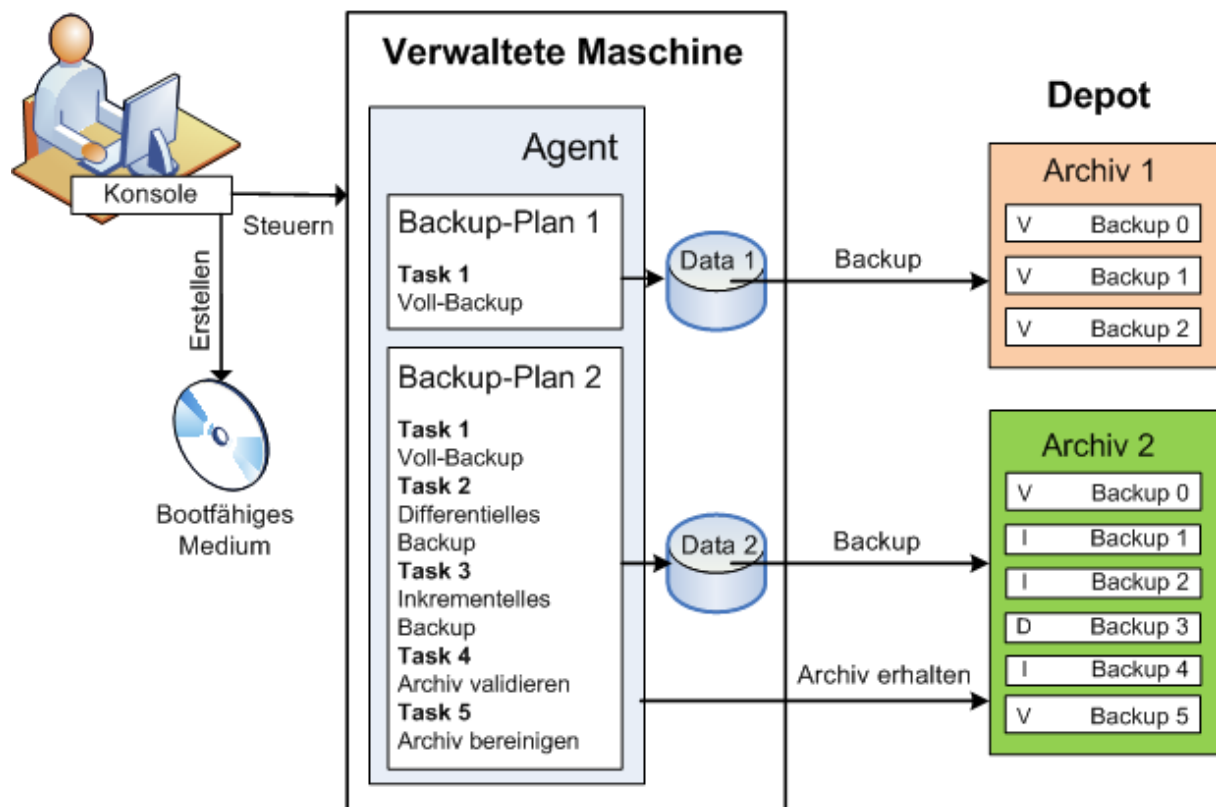 Verwaltete Maschine
Konsole
Steuern
Erstellen
Bootfähiges
Medium
Agent
Backup-Plan 1
Task 1
Voll-Backup
Backup-Plan 2
Task 1
Voll-Backup
Task 2
Differentielles
Backup
Task 3
Inkrementelles
Backup
Task 4
Archiv validieren
Task 5
Archiv bereinigen
Data 1
Data 2
Backup
Backup
Archiv erhalten
Depot
Archiv 1
V Backup 0
V Backup 1
V Backup 2
Archiv 2
V Backup 0
I Backup 1
I Backup 2
D Backup 3
I Backup 4
V Backup 5